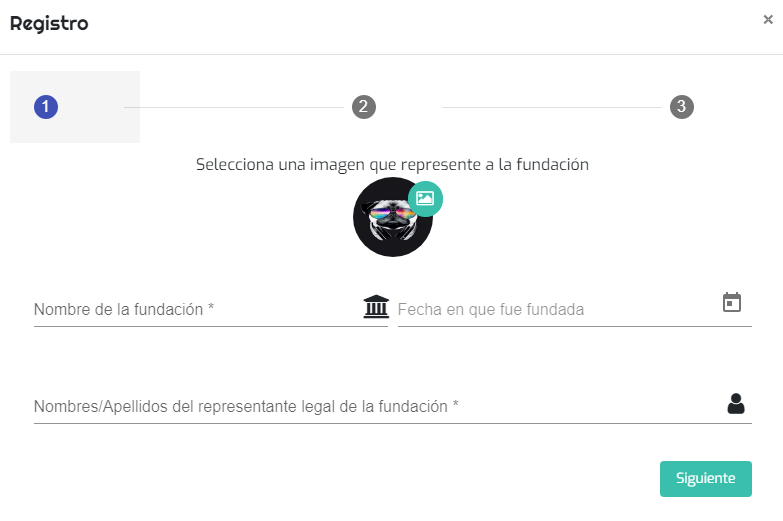 Registro
×
1
2
3
Selecciona una imagen que represente a la fundación
Nombre de la fundación *
Fecha en que fue fundada
Nombres/Apellidos del representante legal de la fundación *
Siguiente